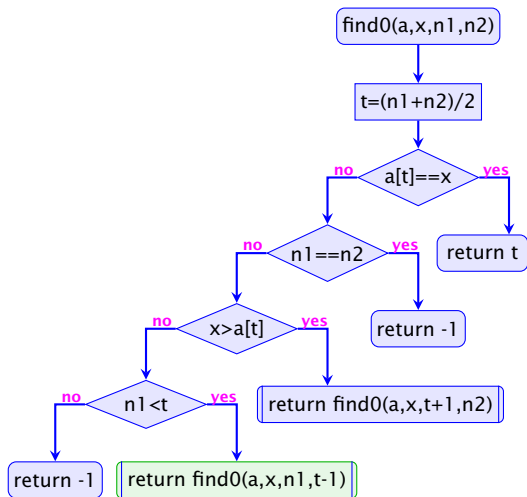 find0(a,x,n1,n2)
t=(n1+n2)/2
a[t]==x
no
yes
return t
n1==n2
no
yes
return -1
x>a[t]
no
yes
return find0(a,x,t+1,n2)
n1<t
no
yes
return -1
return find0(a,x,n1,t-1)